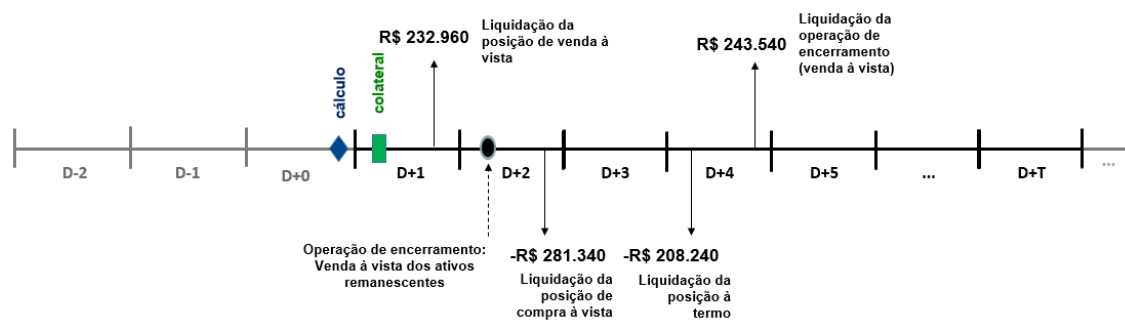 R$ 232.960
Liquidação da
posição de venda à
vista
R$ 243.540
Liquidação da
operação de
encerramento
(venda à vista)
cálculo
colateral
D-2
D-1
D+0
D+1
D+2
D+3
D+4
D+5
...
D+T
...
Operação de encerramento:
Venda à vista dos ativos
remanescentes
-R$ 281.340
Liquidação da
posição de
compra à vista
-R$ 208.240
Liquidação da
posição à
termo